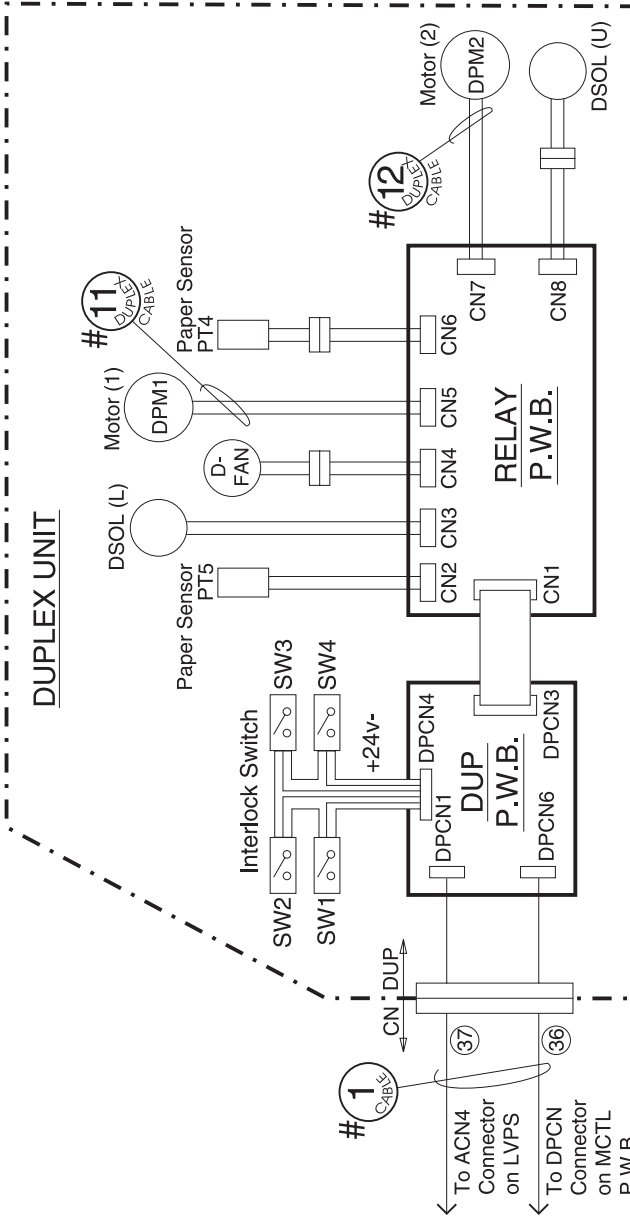 DUPLEX UNIT
Motor (2)
DPM2
DSOL (U)
#12
DUPLEX
CABLE
#11
DUPLEX
CABLE
Paper Sensor
PT4
Motor (1)
DPM1
D-
FAN
DSOL (L)
Paper Sensor
PT5
CN2
CN3
CN4
CN5
CN6
CN7
CN8
CN1
RELAY
P.W.B.
Interlock Switch
SW2
SW3
SW1
SW4
+24v-
DPCN1
DPCN4
DUP
P.W.B.
DPCN6
DPCN3
CN
DUP
#1
CABLE
37
36
To ACN4
Connector
on LVPS
To DPCN
Connector
on MCTL
P.W.B.